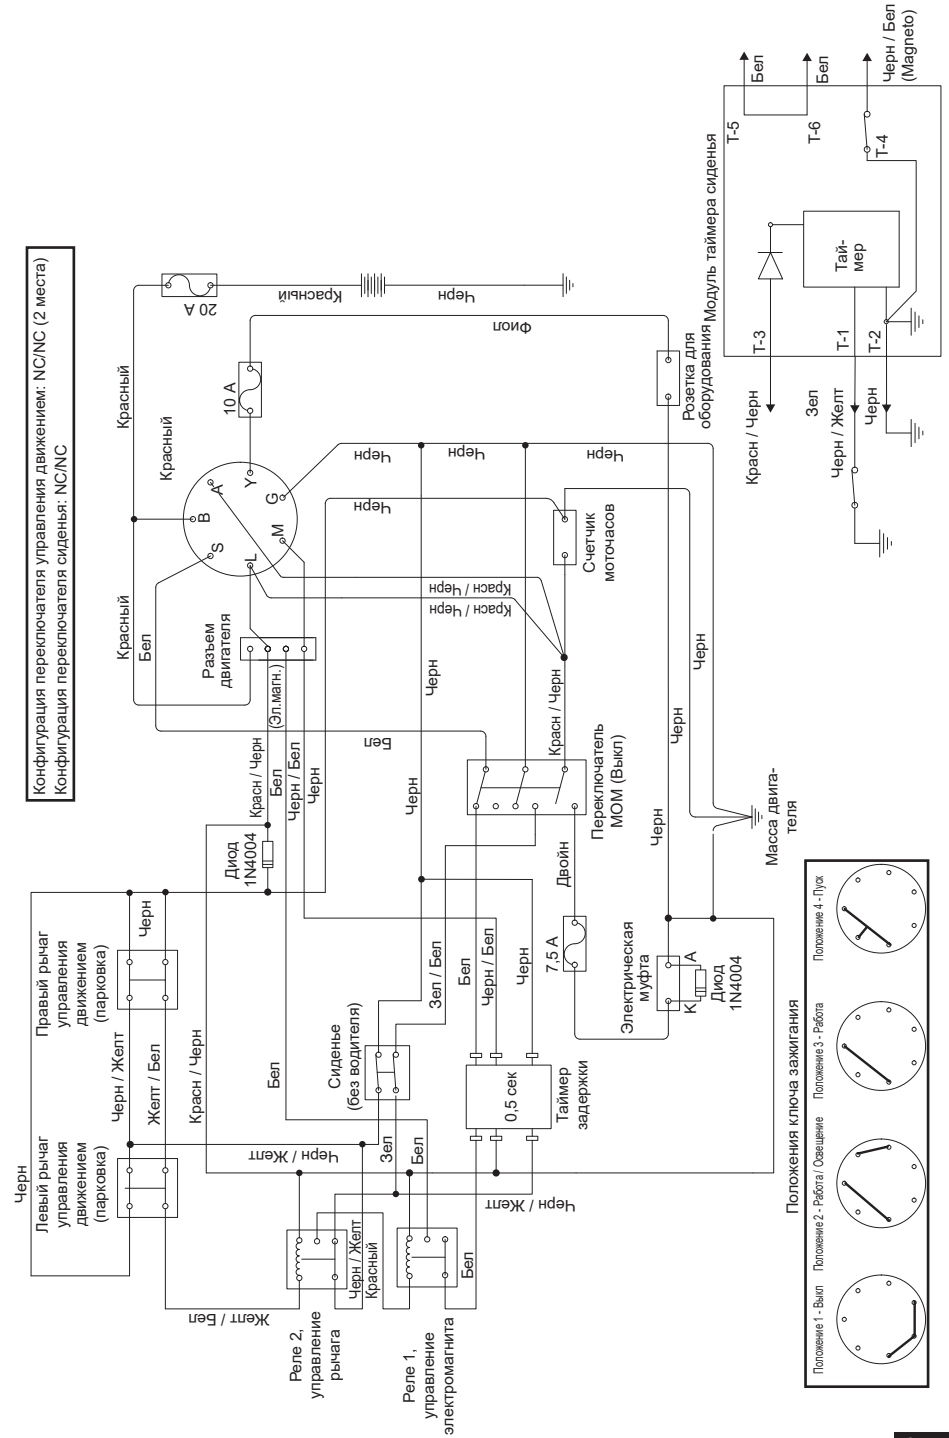 Конфигурация переключателя управления движением: NC/NC (2 места)
Конфигурация переключателя сиденья: NC/NC
Черн
Левый рычаг
управления
движением
(парковка)
Черн / Желт
Желт / Бел
Правый рычаг
управления
движением
(парковка)
Черн
Красн / Черн
Диод
1N4004
Красн / Черн
Бел
Черн / Бел
Черн
(Эл.магн.)
Разъем
двигателя
Красный
Бел
Красный
Красный
S
B
A
L
Y
M
G
10 A
20 A
Красный
Черн
Фиол
Черн
Черн
Черн
Черн
Красн / Черн
Красн / Черн
Желт / Бел
Реле 2,
управление
рычага
Черн / Желт
Красный
Реле 1,
управление
электромагнита
Бел
Черн / Желт
Черн / Желт
Зел
Бел
Бел
Сиденье
(без водителя)
Черн
Черн
Зел / Бел
Бел
Бел
Черн / Бел
Черн
0,5 сек
Таймер
задержки
Двойн
7,5 A
Переключатель
МОМ (Выкл)
Красн / Черн
Счетчик
моточасов
Электрическая
муфта
K
A
Диод
1N4004
Черн
Черн
Черн
Масса двига-
теля
Розетка для
оборудования
Модуль таймера сиденья
T-5
T-6
T-4
T-3
T-1
T-2
Тай-
мер
Бел
Бел
Черн / Бел
(Magneto)
Красн / Черн
Зел
Черн / Желт
Черн
Положения ключа зажигания
Положение 1 - Выкл
Положение 2 - Работа / Освещение
Положение 3 - Работа
Положение 4 - Пуск